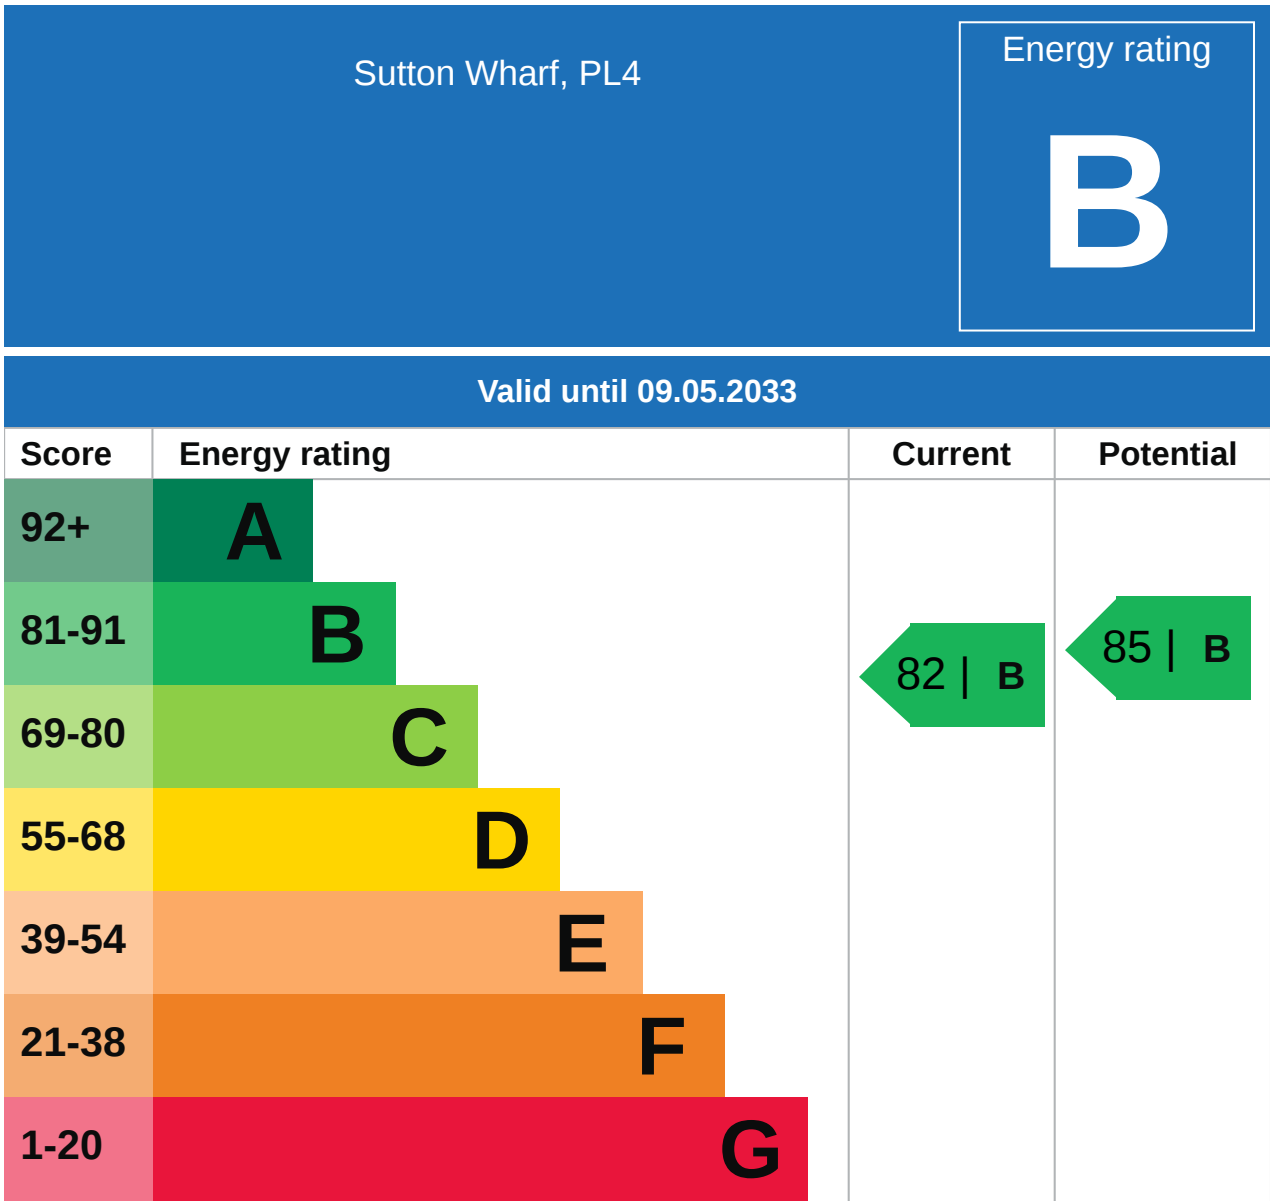 Sutton Wharf, PL4
Energy rating
B
Valid until 09.05.2033
Score Energy rating Current Potential
92+ A
81-91 B
82 | B
85 | B
69-80 C
55-68 D
39-54 E
21-38 F
1-20 G